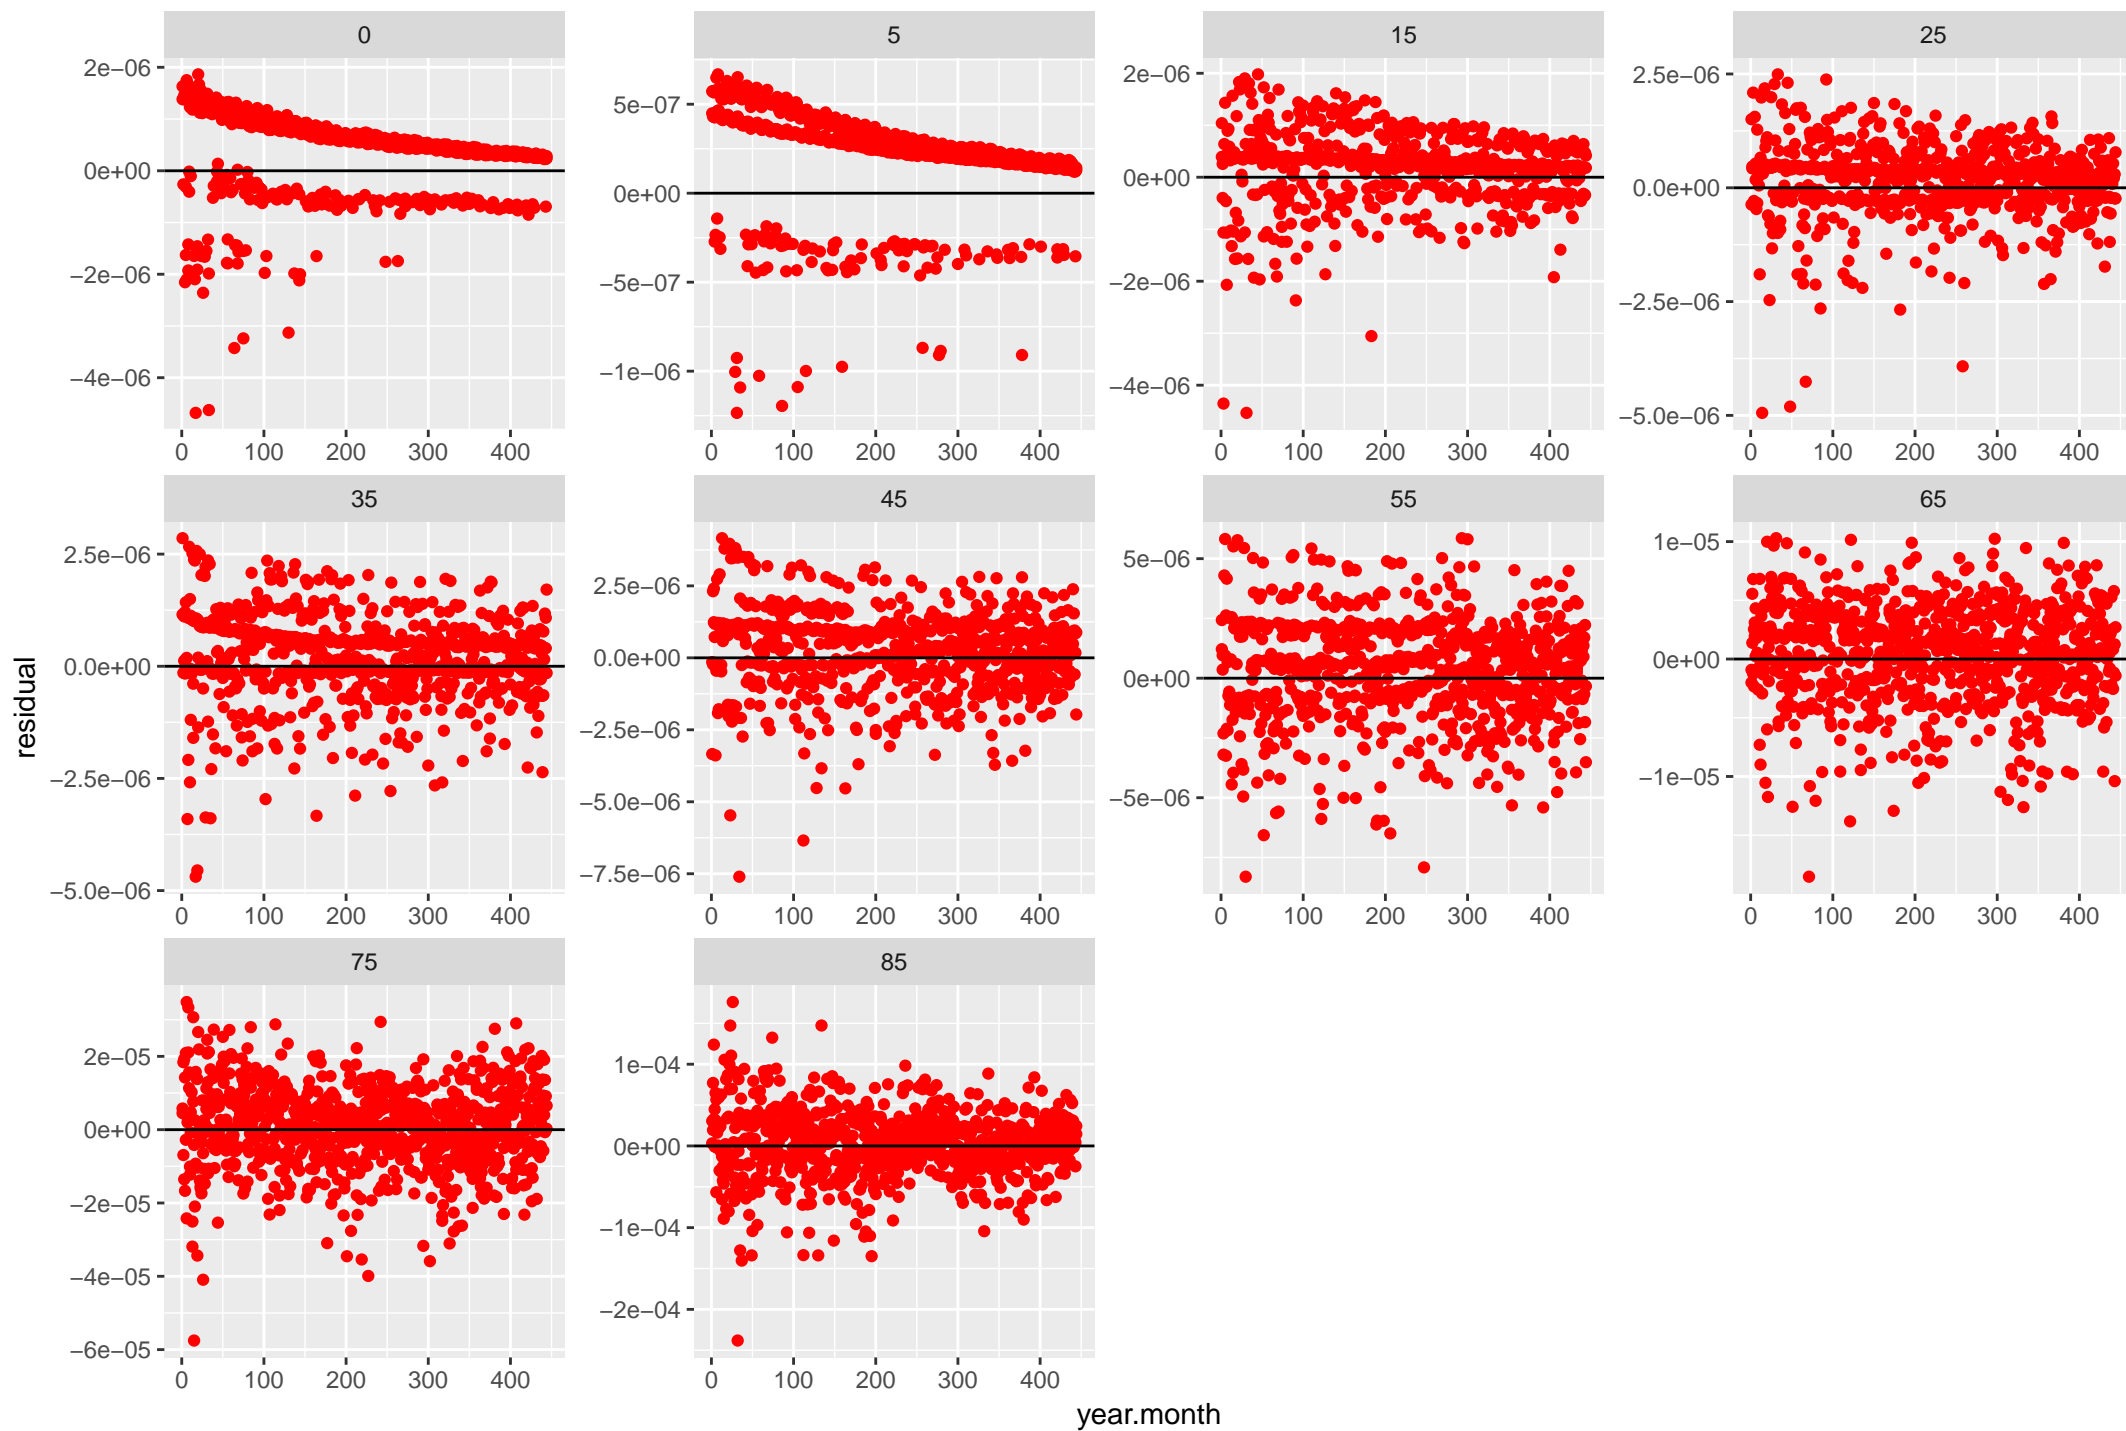 0 5 15 25
2e−06
0e+00
−2e−06
−4e−06
5e−07
0e+00
−5e−07
−1e−06
2e−06
0e+00
−2e−06
−4e−06
2.5e−06
0.0e+00
−2.5e−06
−5.0e−06
0 100 200 300 400 0 100 200 300 400 0 100 200 300 400 0 100 200 300 400
35 45 55 65
2.5e−06
0.0e+00
−2.5e−06
−5.0e−06
2.5e−06
0.0e+00
−2.5e−06
−5.0e−06
−7.5e−06
5e−06
0e+00
−5e−06
1e−05
0e+00
−1e−05
0 100 200 300 400 0 100 200 300 400 0 100 200 300 400 0 100 200 300 400
75 85
2e−05
0e+00
−2e−05
−4e−05
−6e−05
1e−04
0e+00
−1e−04
−2e−04
0 100 200 300 400 0 100 200 300 400
residual
year.month